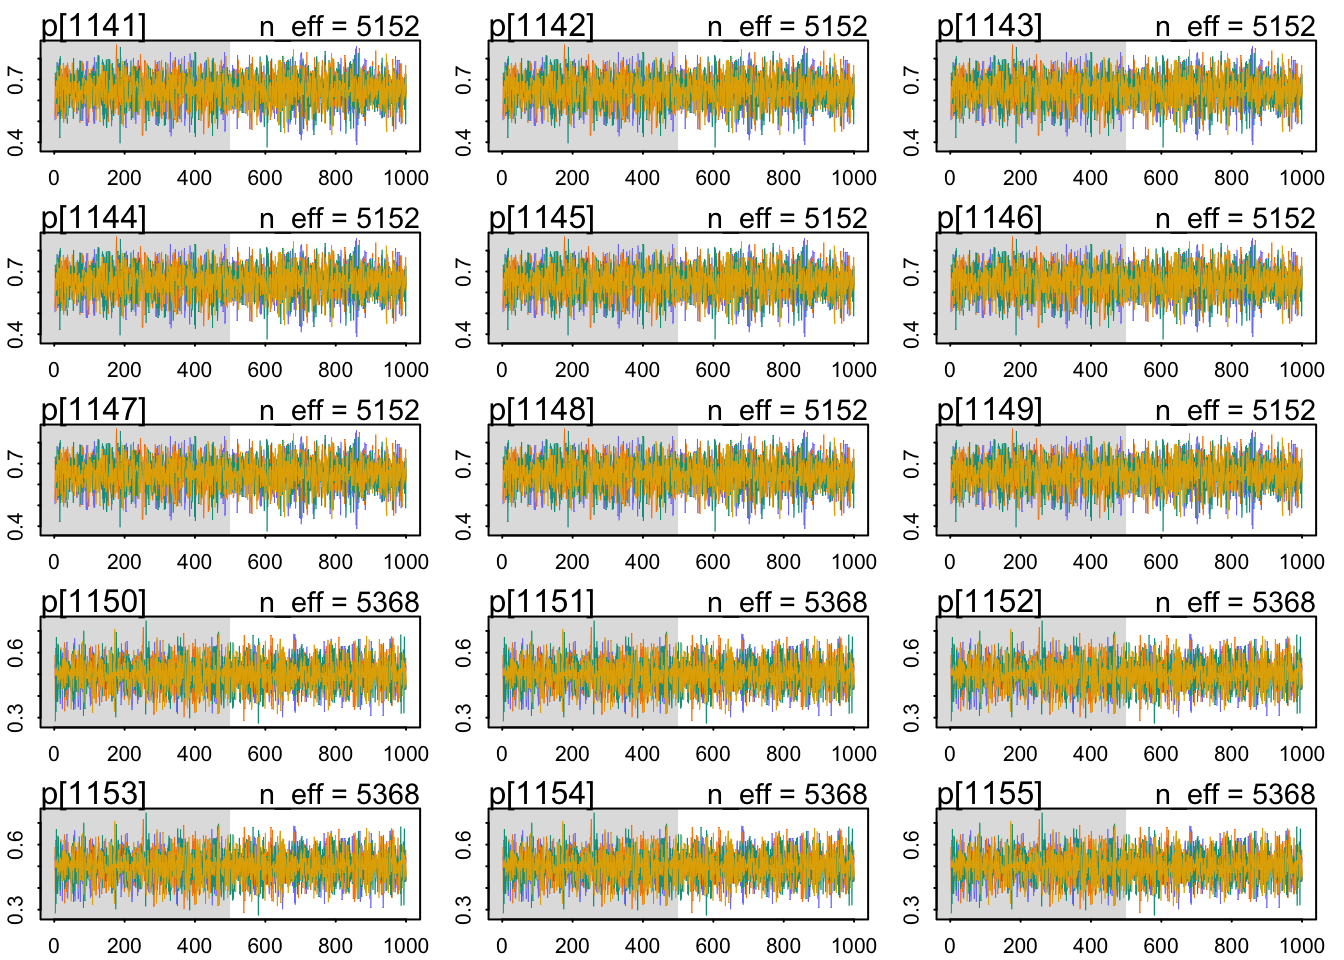 p[1141] n_eff = 5152 p[1142] n_eff = 5152 p[1143] n_eff = 5152
0.4 0.7 0.4 0.7 0.4 0.7
0 200 400 600 800 1000 0 200 400 600 800 1000 0 200 400 600 800 1000
p[1144] n_eff = 5152 p[1145] n_eff = 5152 p[1146] n_eff = 5152
0.4 0.7 0.4 0.7 0.4 0.7
0 200 400 600 800 1000 0 200 400 600 800 1000 0 200 400 600 800 1000
p[1147] n_eff = 5152 p[1148] n_eff = 5152 p[1149] n_eff = 5152
0.4 0.7 0.4 0.7 0.4 0.7
0 200 400 600 800 1000 0 200 400 600 800 1000 0 200 400 600 800 1000
p[1150] n_eff = 5368 p[1151] n_eff = 5368 p[1152] n_eff = 5368
0.3 0.6 0.3 0.6 0.3 0.6
0 200 400 600 800 1000 0 200 400 600 800 1000 0 200 400 600 800 1000
p[1153] n_eff = 5368 p[1154] n_eff = 5368 p[1155] n_eff = 5368
0.3 0.6 0.3 0.6 0.3 0.6
0 200 400 600 800 1000 0 200 400 600 800 1000 0 200 400 600 800 1000